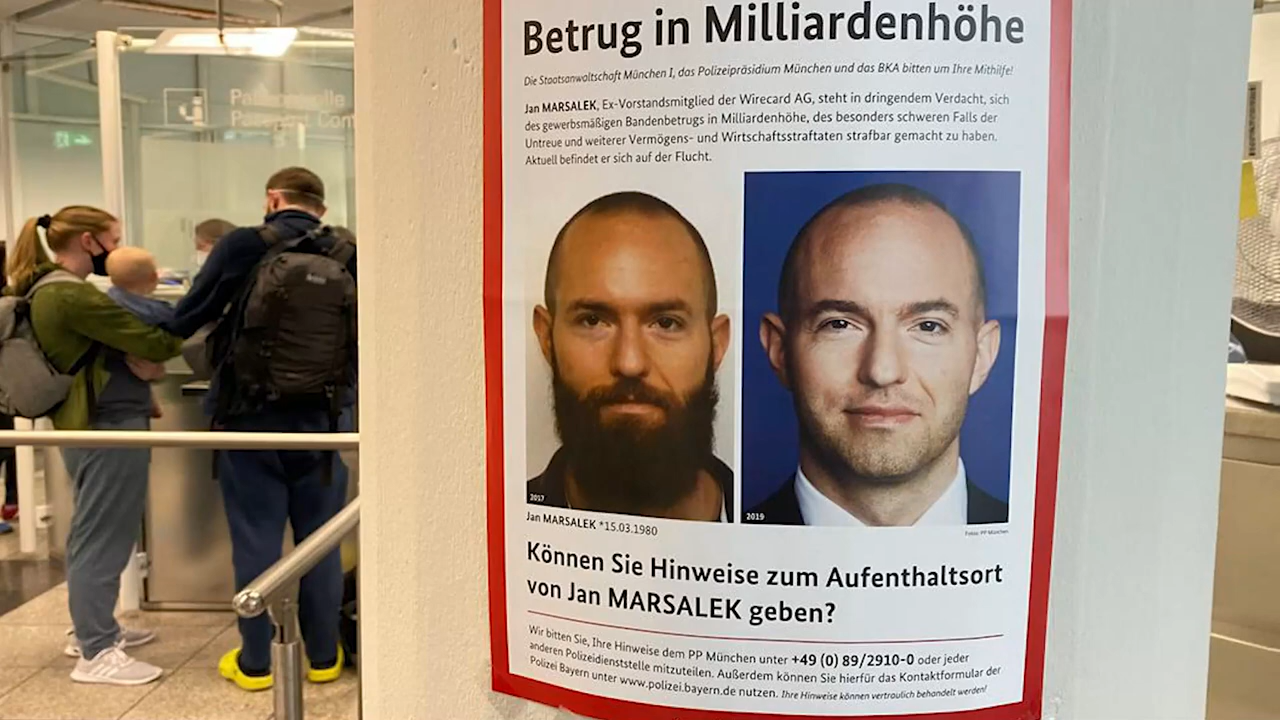 Passkontrolle
Passport Con
Betrug in Milliardenhöhe
Die Staatsanwaltschaft München I, das Polizeipräsidium München und das BKA bitten um Ihre Mithilfe!
Jan MARSALEK, Ex-Vorstandsmitglied der Wirecard AG, steht in dringendem Verdacht, sich
des gewerbsmäßigen Bandenbetrugs in Milliardenhöhe, des besonders schweren Falls der
Untreue und weiterer Vermögens- und Wirtschaftsstraftaten strafbar gemacht zu haben.
Aktuell befindet er sich auf der Flucht.
2017
2019
Jan MARSALEK *15.03.1980
Fotos: PP München
Können Sie Hinweise zum Aufenthaltsort
von Jan MARSALEK geben?
Wir bitten Sie, Ihre Hinweise dem PP München unter +49 (0) 89/2910-0 oder jeder
anderen Polizeidienststelle mitzuteilen. Außerdem können Sie hierfür das Kontaktformular der
Polizei Bayern unter www.polizei.bayern.de nutzen. Ihre Hinweise können vertraulich behandelt werden!